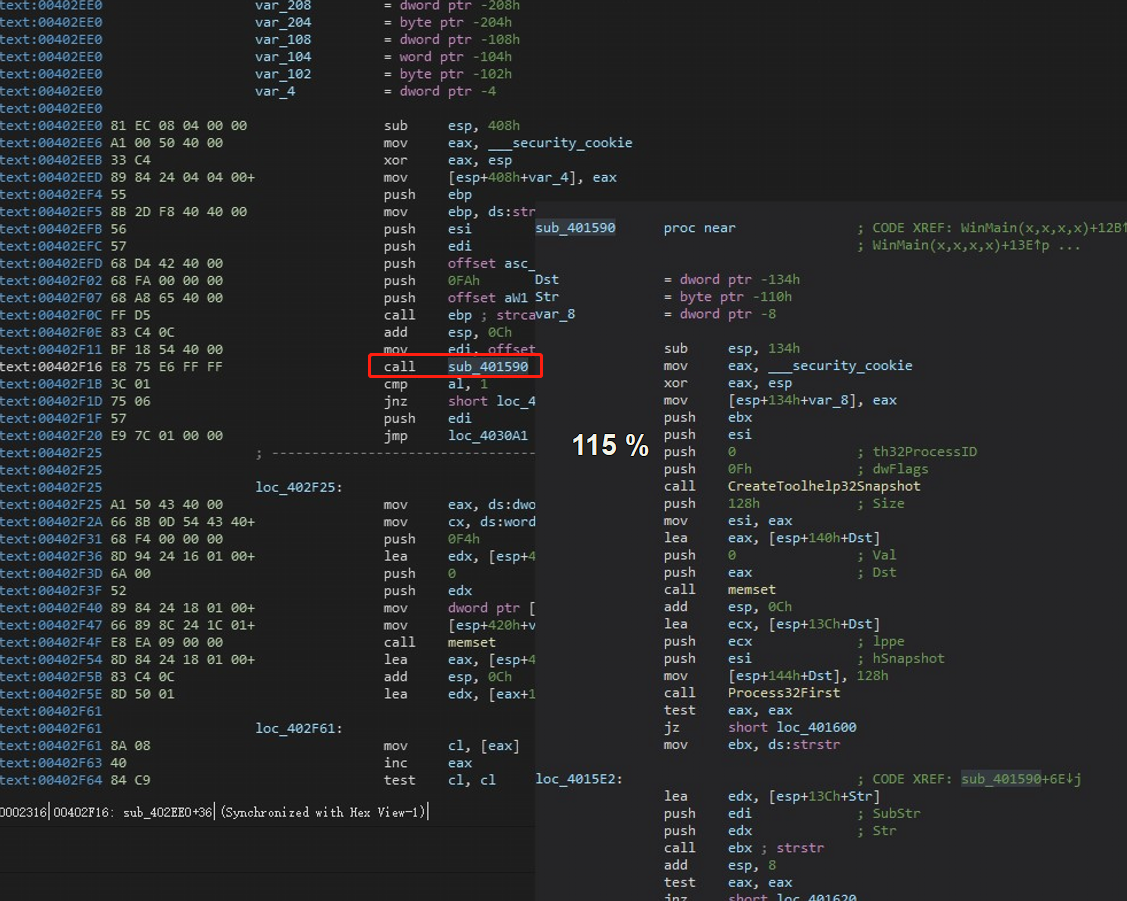 text:00402EE0 var_208 = dword ptr -208h
text:00402EE0 var_204 = byte ptr -204h
text:00402EE0 var_108 = dword ptr -108h
text:00402EE0 var_104 = word ptr -104h
text:00402EE0 var_102 = byte ptr -102h
text:00402EE0 var_4 = dword ptr -4
text:00402EE0
text:00402EE0 81 EC 08 04 00 00 sub esp, 408h
text:00402EE6 A1 00 50 40 00 mov eax, ___security_cookie
text:00402EEB 33 C4 xor eax, esp
text:00402EED 89 84 24 04 04 00+ mov [esp+408h+var_4], eax
text:00402EF4 55 push ebp
text:00402EF5 8B 2D F8 40 40 00 mov ebp, ds:str
text:00402EFB 56 push esi
text:00402EFC 57 push edi
text:00402EFD 68 D4 42 40 00 push offset asc_
text:00402F02 68 FA 00 00 00 push 0FAh
text:00402F07 68 A8 65 40 00 push offset aW1
text:00402F0C FF D5 call ebp ; strca
text:00402F0E 83 C4 0C add esp, 0Ch
text:00402F11 BF 18 54 40 00 mov edi, offset
text:00402F16 E8 75 E6 FF FF call sub_401590
text:00402F1B 3C 01 cmp al, 1
text:00402F1D 75 06 jnz short loc_4
text:00402F1F 57 push edi
text:00402F20 E9 7C 01 00 00 jmp loc_4030A1
text:00402F25 ; ---------------------------------
text:00402F25
text:00402F25 loc_402F25:
text:00402F25 A1 50 43 40 00 mov eax, ds:dwo
text:00402F2A 66 8B 0D 54 43 40+ mov cx, ds:word
text:00402F31 68 F4 00 00 00 push 0F4h
text:00402F36 8D 94 24 16 01 00+ lea edx, [esp+4
text:00402F3D 6A 00 push 0
text:00402F3F 52 push edx
text:00402F40 89 84 24 18 01 00+ mov dword ptr [
text:00402F47 66 89 8C 24 1C 01+ mov [esp+420h+v
text:00402F4F E8 EA 09 00 00 call memset
text:00402F54 8D 84 24 18 01 00+ lea eax, [esp+4
text:00402F5B 83 C4 0C add esp, 0Ch
text:00402F5E 8D 50 01 lea edx, [eax+1
text:00402F61
text:00402F61 loc_402F61:
text:00402F61 8A 08 mov cl, [eax]
text:00402F63 40 inc eax
text:00402F64 84 C9 test cl, cl
0002316 00402F16: sub_402EE0+36 (Synchronized with Hex View-1)
sub_401590 proc near ; CODE XREF: WinMain(x,x,x,x)+12B↑
; WinMain(x,x,x,x)+13E↑p ...
Dst = dword ptr -134h
Str = byte ptr -110h
var_8 = dword ptr -8
sub esp, 134h
mov eax, ___security_cookie
xor eax, esp
mov [esp+134h+var_8], eax
push ebx
push esi
115 %
push 0 ; th32ProcessID
push 0Fh ; dwFlags
call CreateToolhelp32Snapshot
push 128h ; Size
mov esi, eax
lea eax, [esp+140h+Dst]
push 0 ; Val
push eax ; Dst
call memset
add esp, 0Ch
lea ecx, [esp+13Ch+Dst]
push ecx ; lppe
push esi ; hSnapshot
mov [esp+144h+Dst], 128h
call Process32First
test eax, eax
jz short loc_401600
mov ebx, ds:strstr
loc_4015E2: ; CODE XREF: sub_401590+6E↓j
lea edx, [esp+13Ch+Str]
push edi ; SubStr
push edx ; Str
call ebx ; strstr
add esp, 8
test eax, eax
jnz short loc_401620